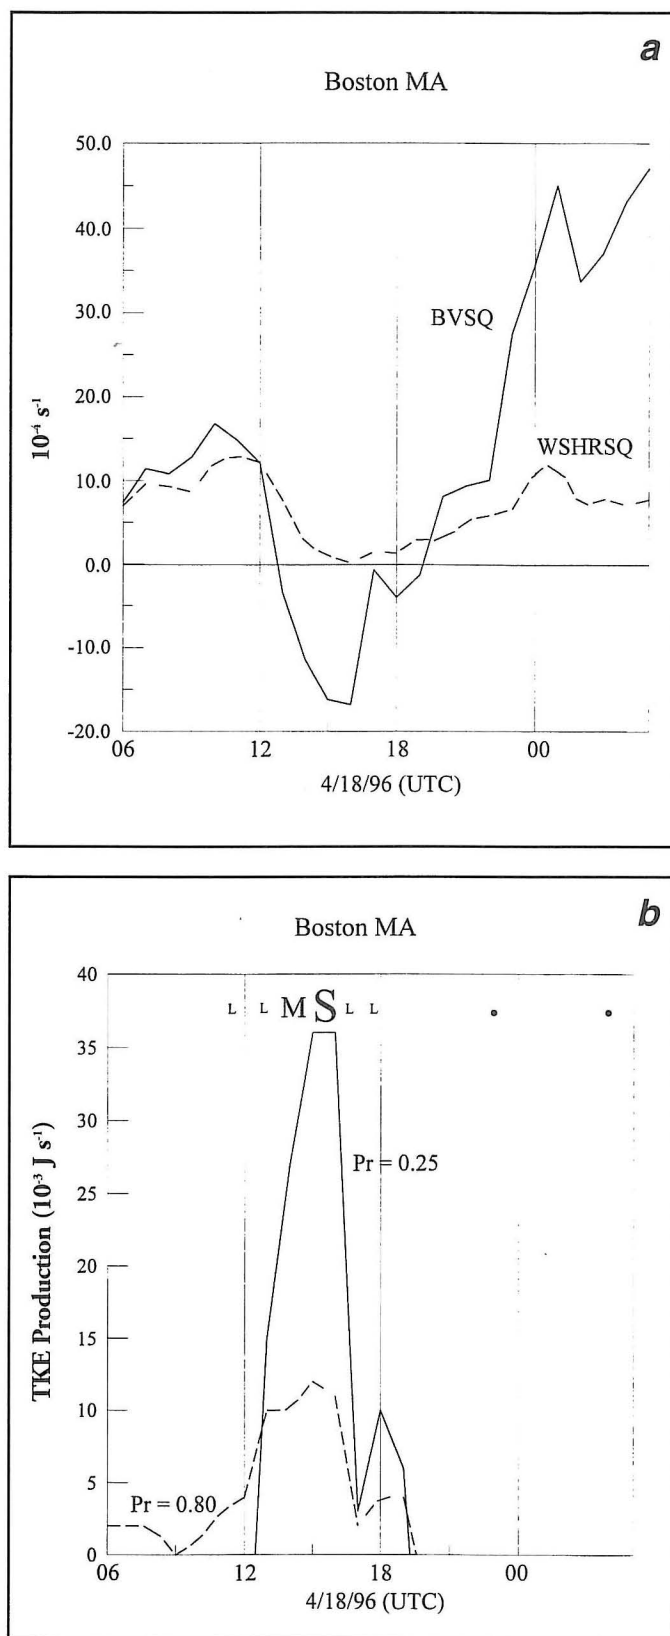 a
Boston MA
50.0
40.0
30.0
20.0
10.0
0.0
-10.0
-20.0
10⁻⁴ s⁻¹
BVSQ
WSHRSQ
06 12 18 00
4/18/96 (UTC)
b
Boston MA
40
35
30
25
20
15
10
5
0
TKE Production (10⁻³ J s⁻¹)
L L M S L L
Pr = 0.25
Pr = 0.80
06 12 18 00
4/18/96 (UTC)